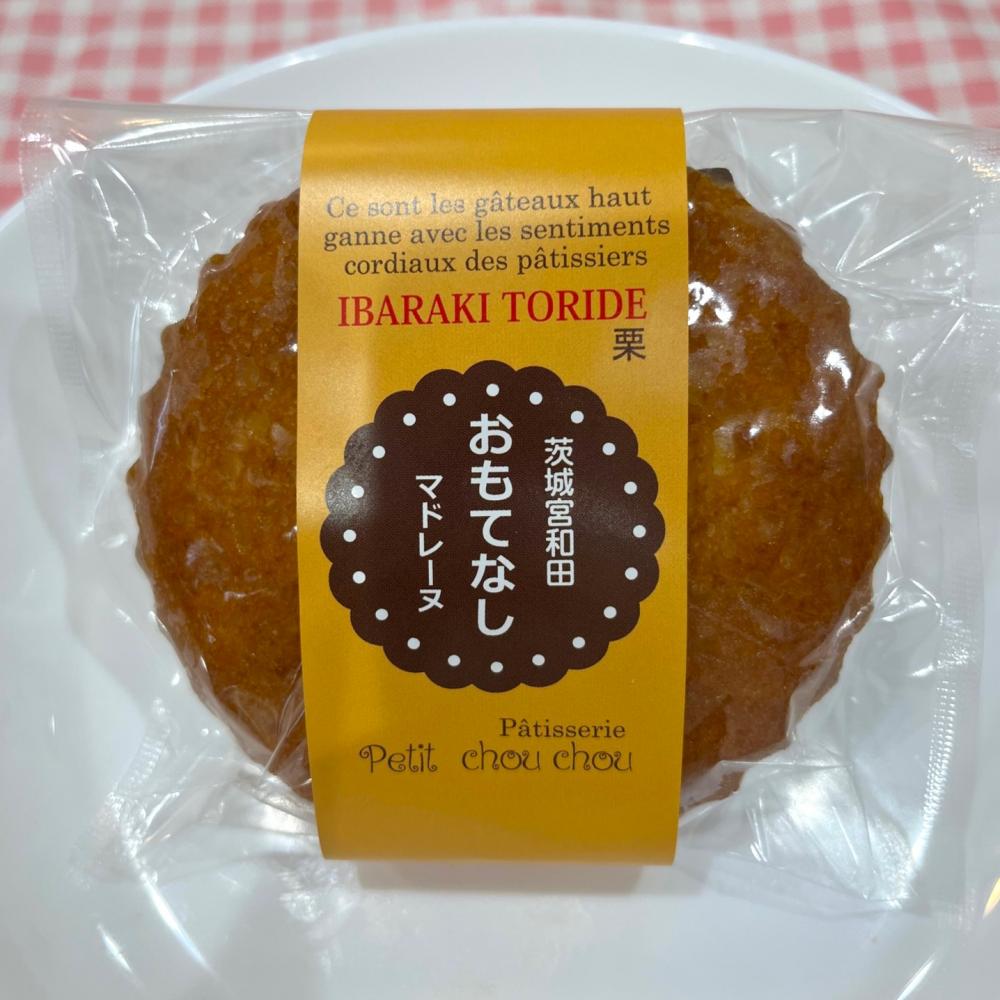 Ce sont les gâteaux haut
ganne avec les sentiments
cordiaux des pâtissiers
IBARAKI TORIDE
栗
茨城宮和田
おもてなし
マドレーヌ
Pâtisserie
Petit chou chou